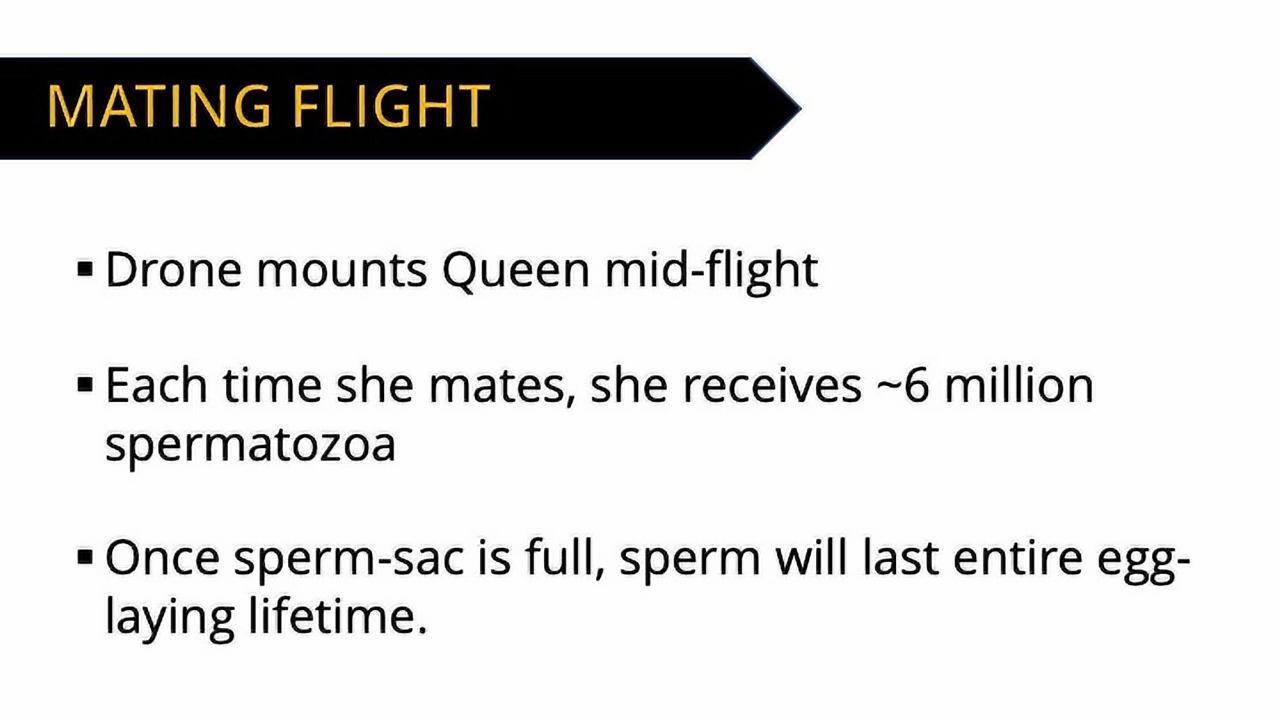 MATING FLIGHT
▪ Drone mounts Queen mid-flight
▪ Each time she mates, she receives ~6 million
spermatozoa
▪ Once sperm-sac is full, sperm will last entire egg-
laying lifetime.